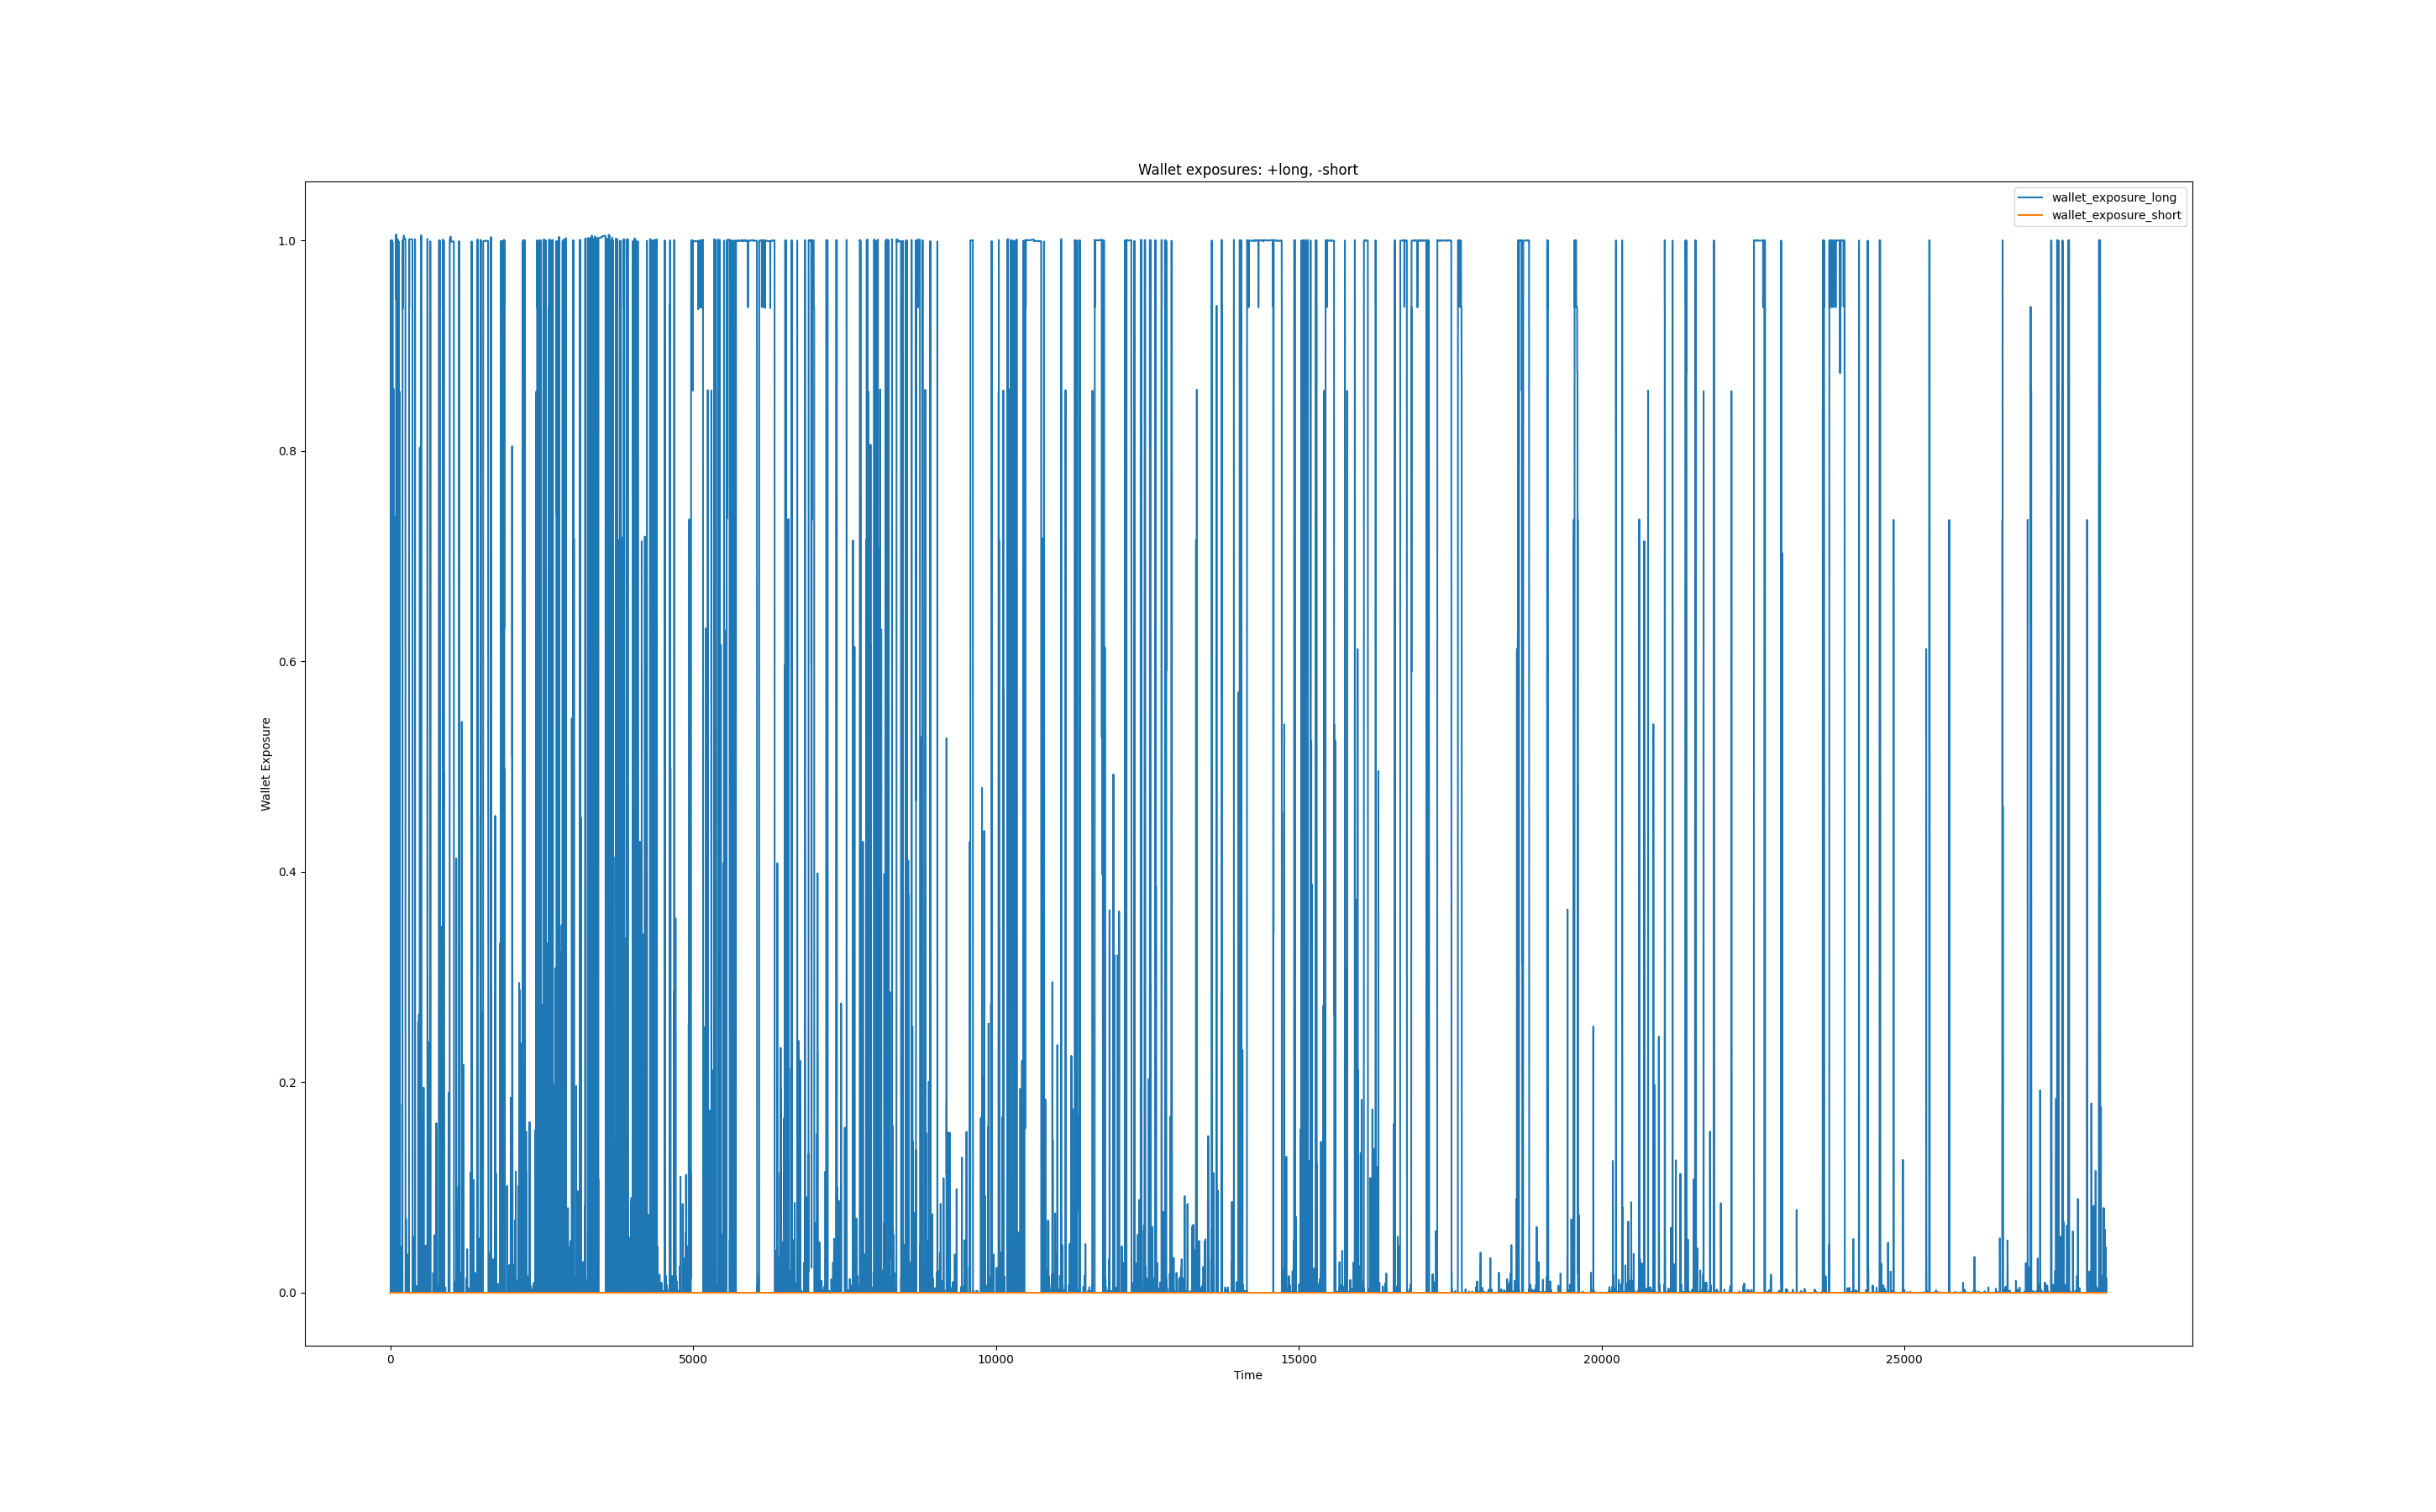 Wallet exposures: +long, -short
wallet_exposure_long
wallet_exposure_short
1.0
0.8
0.6
0.4
0.2
0.0
Wallet Exposure
0 5000 10000 15000 20000 25000
Time